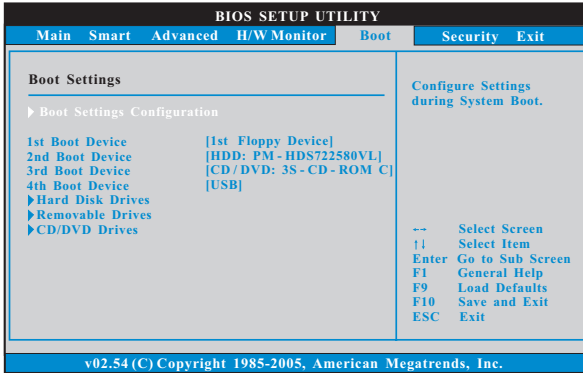 BIOS SETUP UTILITY
Main Smart Advanced H/W Monitor Boot Security Exit
Boot Settings
Boot Settings Configuration
1st Boot Device [1st Floppy Device]
2nd Boot Device [HDD: PM-HDS722580VL]
3rd Boot Device [CD/DVD: 3S-CD-ROM C]
4th Boot Device [USB]
Hard Disk Drives
Removable Drives
CD/DVD Drives
Configure Settings
during System Boot.
←→ Select Screen
↑↓ Select Item
Enter Go to Sub Screen
F1 General Help
F9 Load Defaults
F10 Save and Exit
ESC Exit
v02.54 (C) Copyright 1985-2005, American Megatrends, Inc.